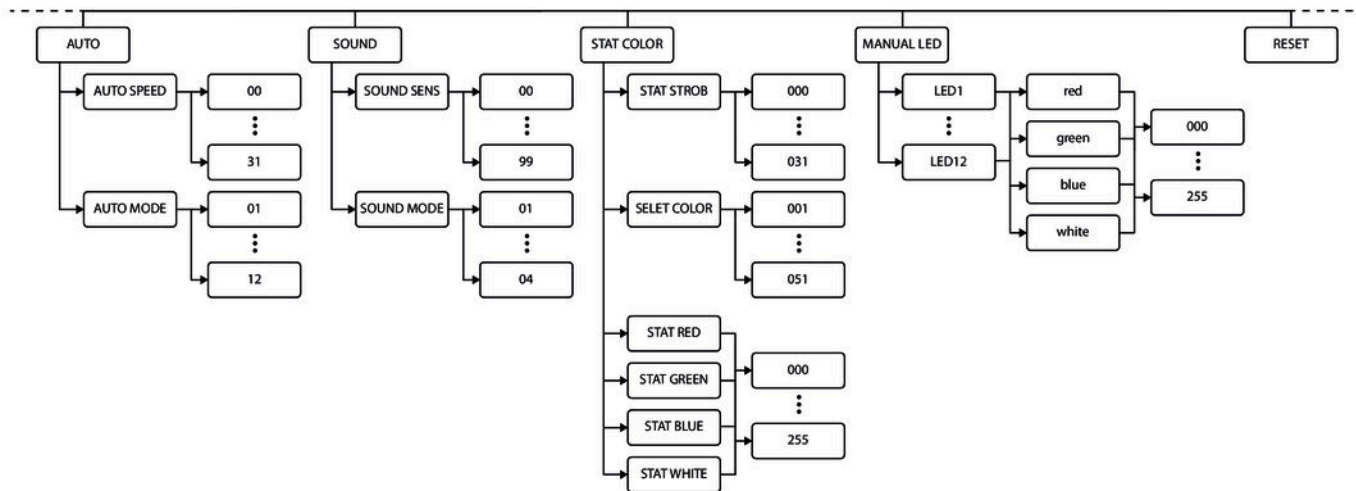 AUTO
SOUND
STAT COLOR
MANUAL LED
RESET
AUTO SPEED
00
31
AUTO MODE
01
12
SOUND SENS
00
99
SOUND MODE
01
04
STAT STROB
000
031
SELET COLOR
001
051
STAT RED
STAT GREEN
STAT BLUE
STAT WHITE
000
255
LED1
LED12
red
green
blue
white
000
255